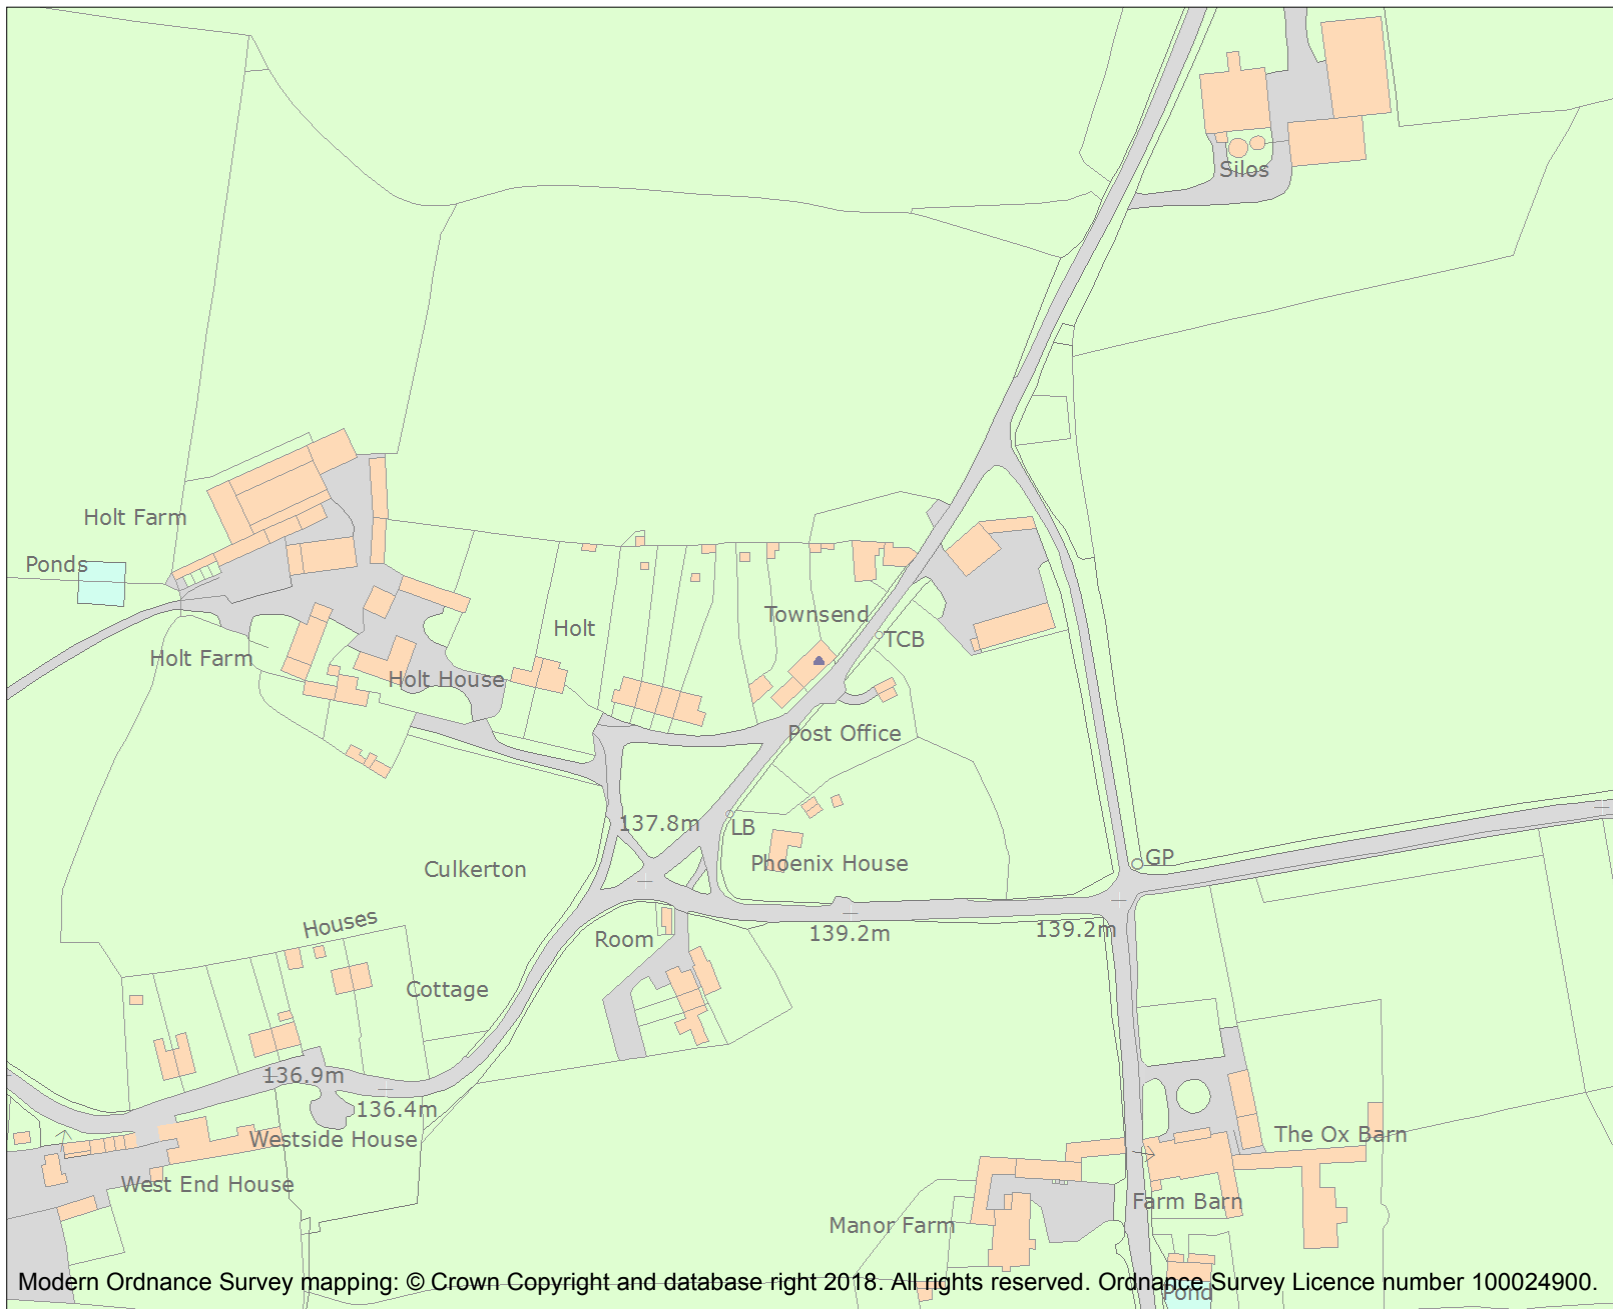 Silos
Holt Farm
Ponds
Townsend
Holt
TCB
Holt Farm
Holt House
Post Office
137.8m
LB
GP
Phoenix House
Culkerton
Houses
139.2m
139.2m
Room
Cottage
136.9m
136.4m
Westside House
The Ox Barn
West End House
Farm Barn
Manor Farm
Modern Ordnance Survey mapping: © Crown Copyright and database right 2018. All rights reserved. Ordnance Survey Licence number 100024900.
Pond